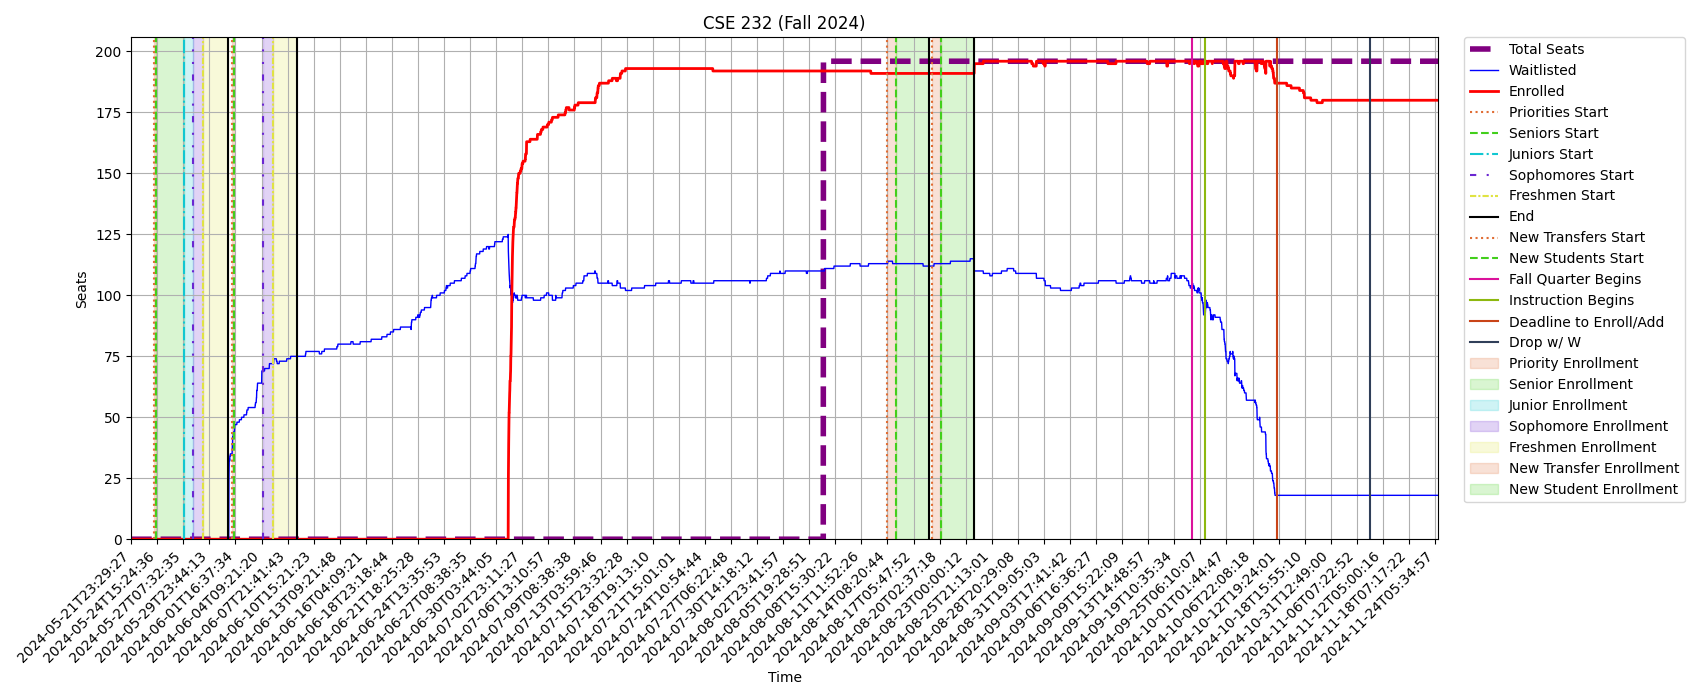 CSE 232 (Fall 2024)
Seats
200
175
150
125
100
75
50
25
0
2024-05-21T23:29:27
2024-05-24T15:24:36
2024-05-27T07:32:35
2024-05-29T23:44:13
2024-06-01T16:37:34
2024-06-04T09:21:20
2024-06-07T11:41:43
2024-06-10T15:21:23
2024-06-13T09:21:48
2024-06-16T04:09:21
2024-06-18T23:18:44
2024-06-21T18:25:28
2024-06-24T13:35:53
2024-06-27T08:38:35
2024-06-30T03:44:05
2024-07-02T23:11:27
2024-07-06T13:10:57
2024-07-09T08:38:38
2024-07-13T03:59:46
2024-07-15T23:32:28
2024-07-18T19:13:10
2024-07-21T15:01:01
2024-07-24T10:54:44
2024-07-27T06:22:48
2024-07-30T14:18:12
2024-08-02T23:41:57
2024-08-05T19:28:51
2024-08-08T15:30:22
2024-08-11T11:52:26
2024-08-14T08:20:44
2024-08-17T05:47:52
2024-08-20T02:37:18
2024-08-23T00:00:12
2024-08-25T21:13:01
2024-08-28T20:29:08
2024-08-31T19:05:03
2024-09-03T17:41:42
2024-09-06T16:36:27
2024-09-09T15:22:09
2024-09-13T14:48:57
2024-09-19T10:35:34
2024-09-25T06:10:07
2024-10-01T01:44:47
2024-10-06T22:08:18
2024-10-12T19:24:01
2024-10-18T15:55:10
2024-10-31T12:49:00
2024-11-06T07:22:52
2024-11-12T05:00:16
2024-11-18T07:17:22
2024-11-24T05:34:57
Time
Total Seats
Waitlisted
Enrolled
Priorities Start
Seniors Start
Juniors Start
Sophomores Start
Freshmen Start
End
New Transfers Start
New Students Start
Fall Quarter Begins
Instruction Begins
Deadline to Enroll/Add
Drop w/ W
Priority Enrollment
Senior Enrollment
Junior Enrollment
Sophomore Enrollment
Freshmen Enrollment
New Transfer Enrollment
New Student Enrollment